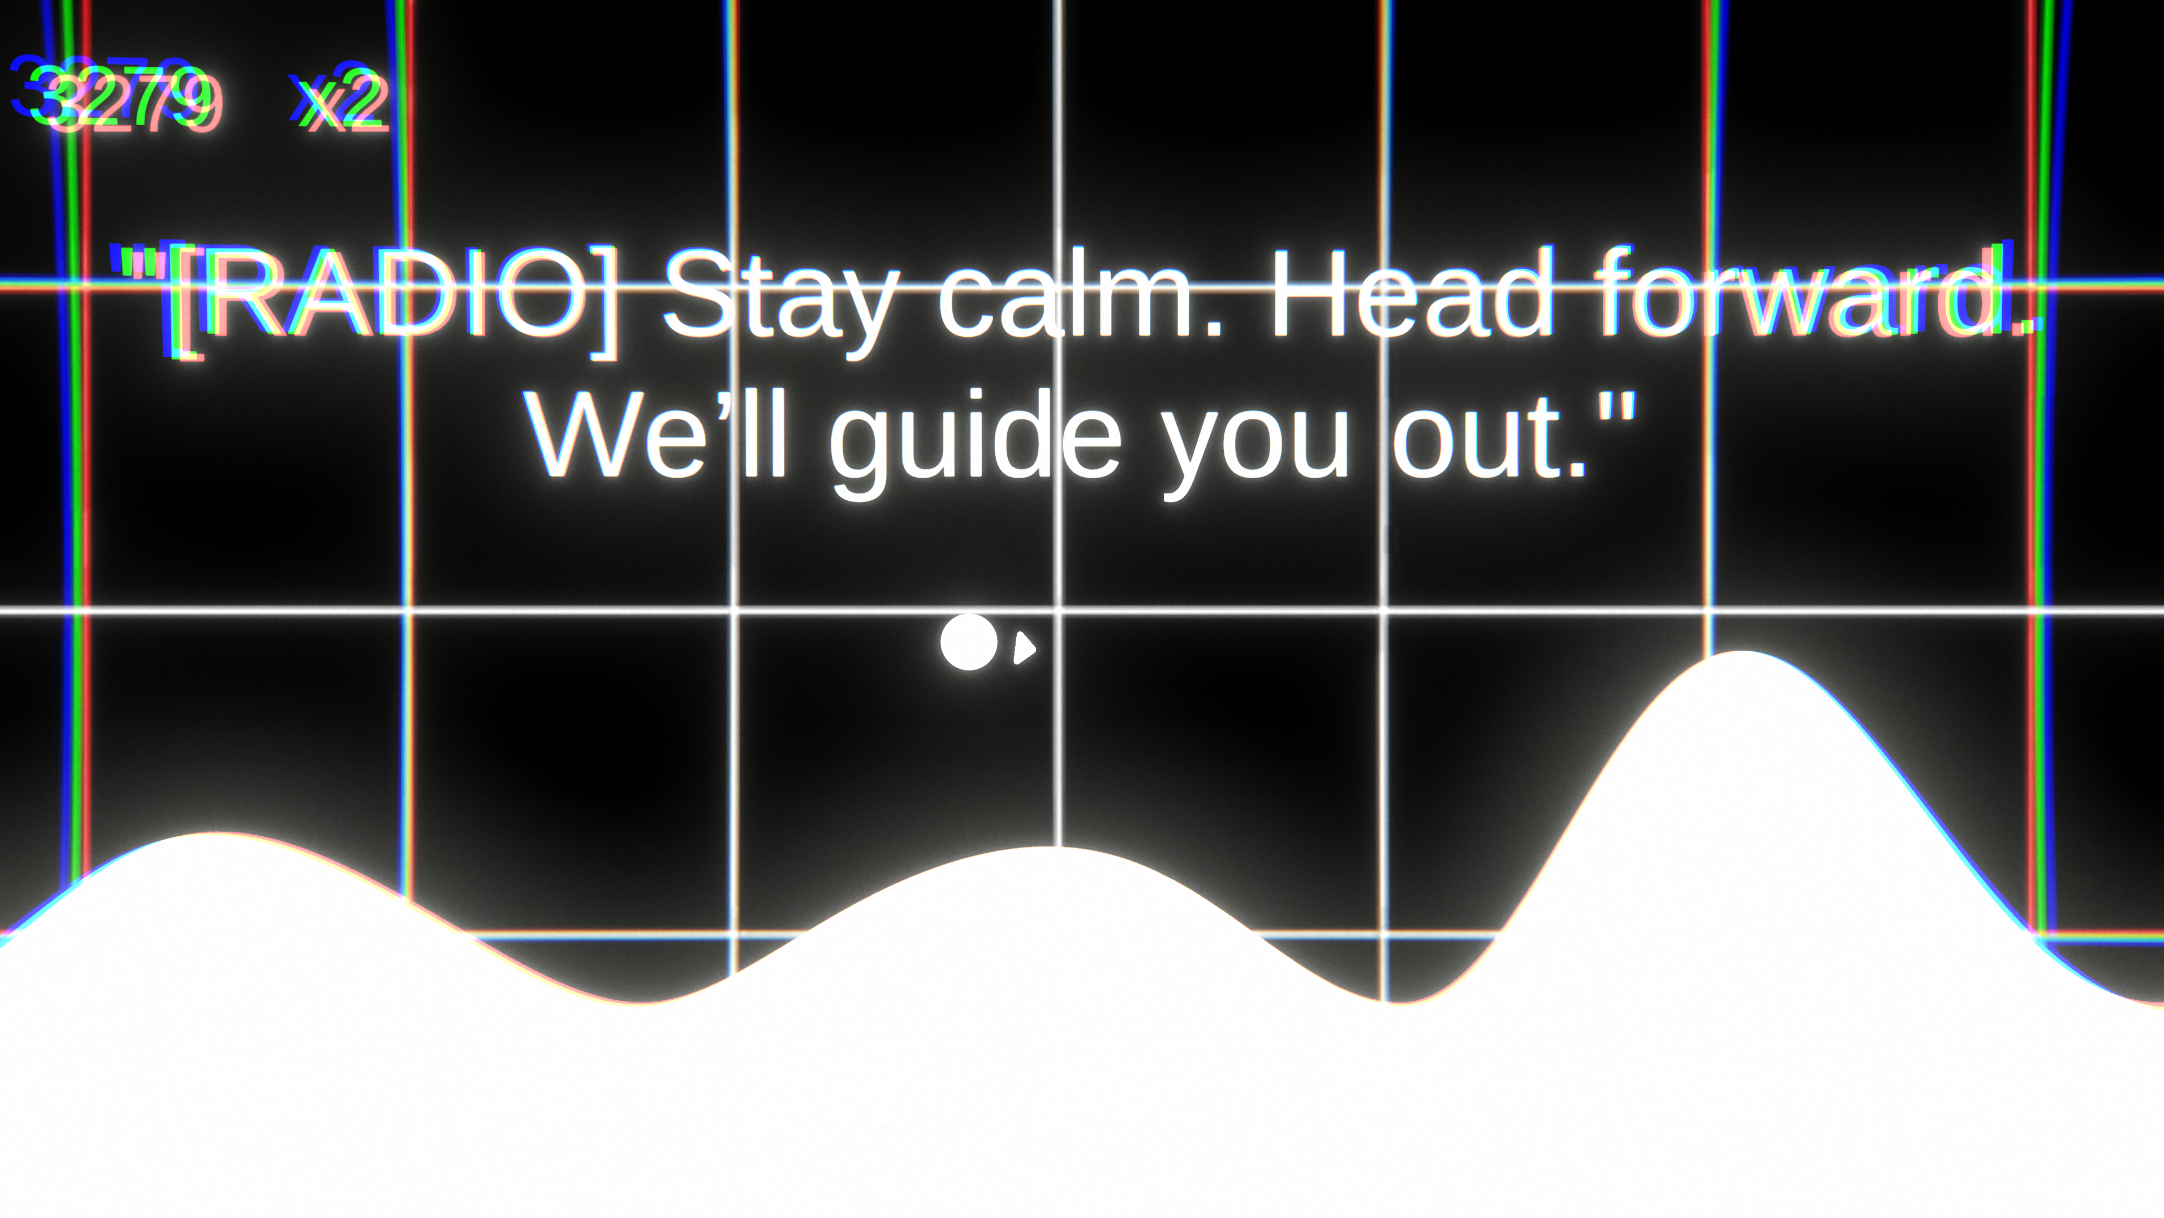 3279 x2
"[RADIO] Stay calm. Head forward.
We’ll guide you out."